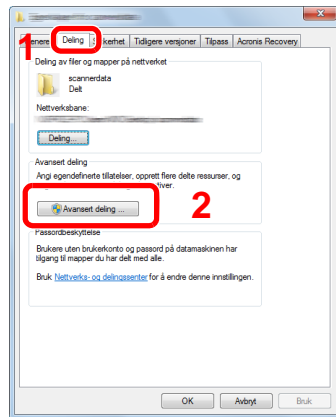 1
Deling
Tidligere versjoner
Tilpass
Acronis Recovery
Deling av filer og mapper på nettverket
scannerdata
Delt
Nettverksbane:
Deling...
Avansert deling
Angi egendefinerte tillatelser, opprett flere delte ressurser, og
Avansert deling ...
2
Passordbeskyttelse
Brukere uten brukerkonto og passord på datamaskinen har
tilgang til mapper du har delt med alle.
Bruk Nettverks- og delingssenter for å endre denne innstillingen.
OK
Avbryt
Bruk